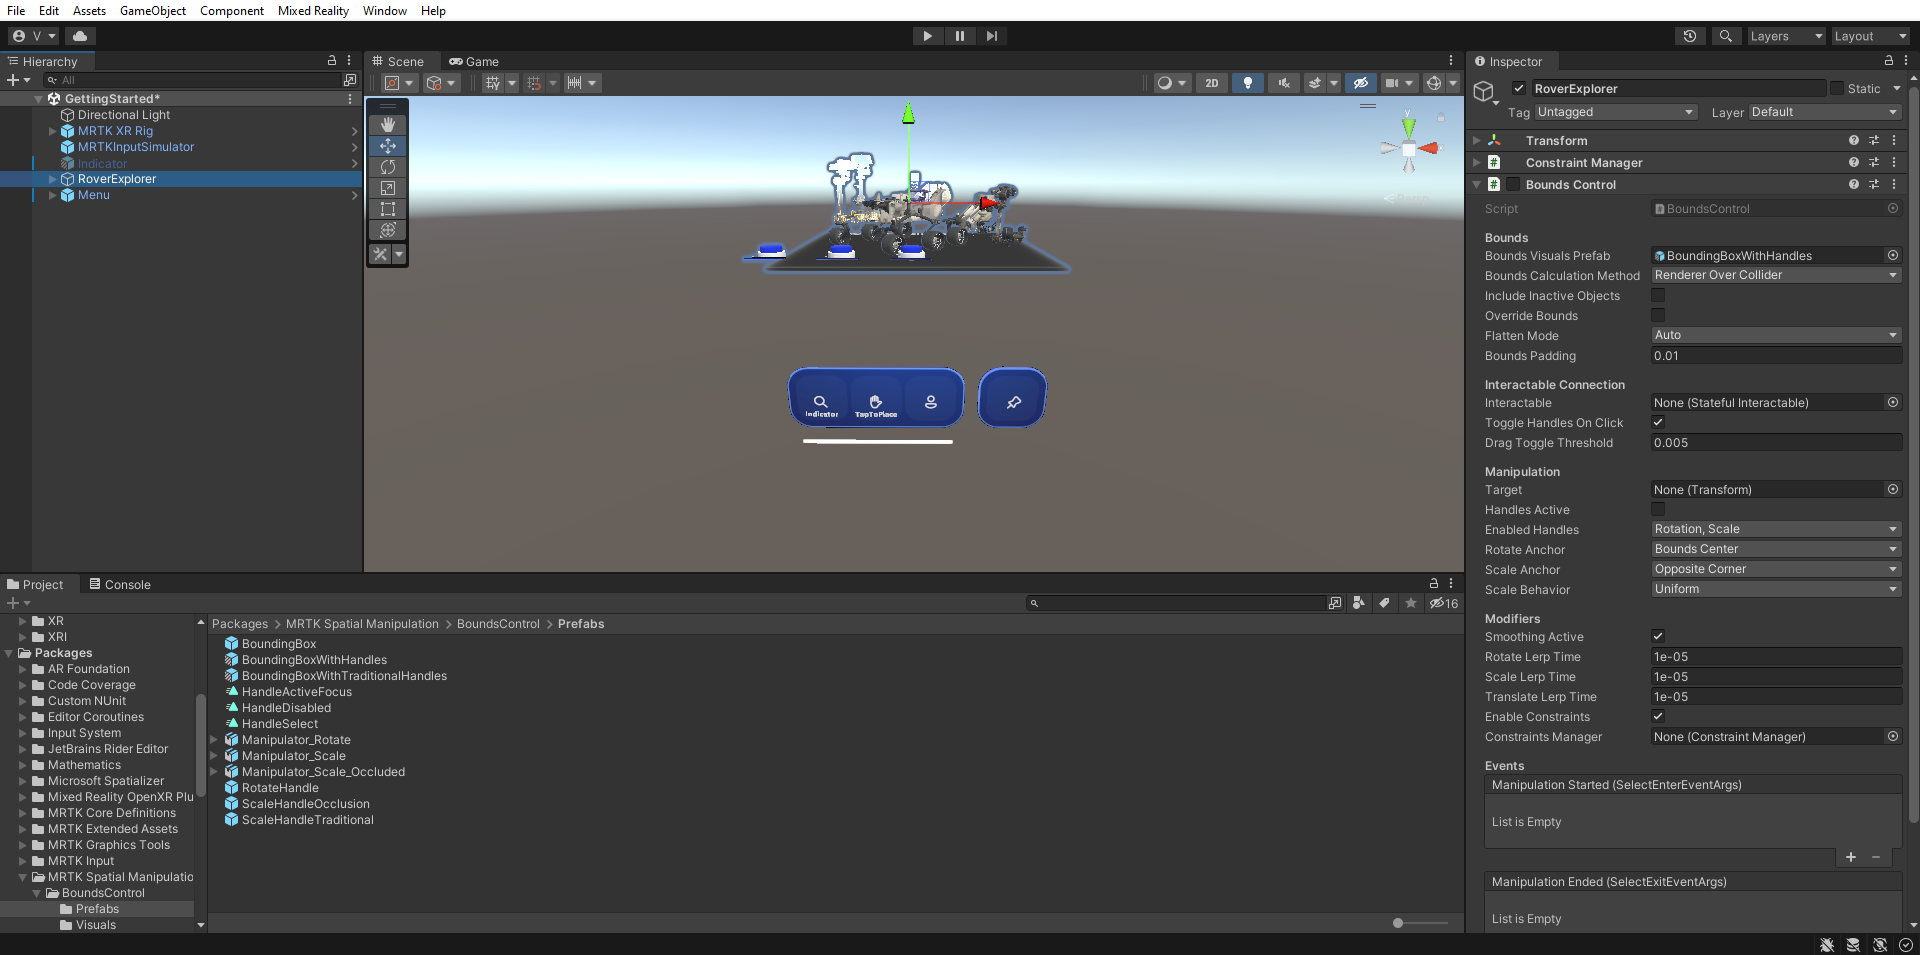 File Edit Assets GameObject Component Mixed Reality Window Help
V Layers Layout
Hierarchy
All
GettingStarted*
Directional Light
MRTK XR Rig
MRTKInputSimulator
Indicator
RoverExplorer
Menu
Scene Game
2D
y
Indicator TapToPlace
Project Console
16
XR
XRI
Packages
AR Foundation
Code Coverage
Custom NUnit
Editor Coroutines
Input System
JetBrains Rider Editor
Mathematics
Microsoft Spatializer
Mixed Reality OpenXR Plu
MRTK Core Definitions
MRTK Extended Assets
MRTK Graphics Tools
MRTK Input
MRTK Spatial Manipulatio
BoundsControl
Prefabs
Visuals
Packages > MRTK Spatial Manipulation > BoundsControl > Prefabs
BoundingBox
BoundingBoxWithHandles
BoundingBoxWithTraditionalHandles
HandleActiveFocus
HandleDisabled
HandleSelect
Manipulator_Rotate
Manipulator_Scale
Manipulator_Scale_Occluded
RotateHandle
ScaleHandleOcclusion
ScaleHandleTraditional
Inspector
RoverExplorer Static
Tag Untagged Layer Default
Transform
# Constraint Manager
# Bounds Control
Script BoundsControl
Bounds
Bounds Visuals Prefab BoundingBoxWithHandles
Bounds Calculation Method Renderer Over Collider
Include Inactive Objects
Override Bounds
Flatten Mode Auto
Bounds Padding 0.01
Interactable Connection
Interactable None (Stateful Interactable)
Toggle Handles On Click
Drag Toggle Threshold 0.005
Manipulation
Target None (Transform)
Handles Active
Enabled Handles Rotation, Scale
Rotate Anchor Bounds Center
Scale Anchor Opposite Corner
Scale Behavior Uniform
Modifiers
Smoothing Active
Rotate Lerp Time 1e-05
Scale Lerp Time 1e-05
Translate Lerp Time 1e-05
Enable Constraints
Constraints Manager None (Constraint Manager)
Events
Manipulation Started (SelectEnterEventArgs)
List is Empty
Manipulation Ended (SelectExitEventArgs)
List is Empty